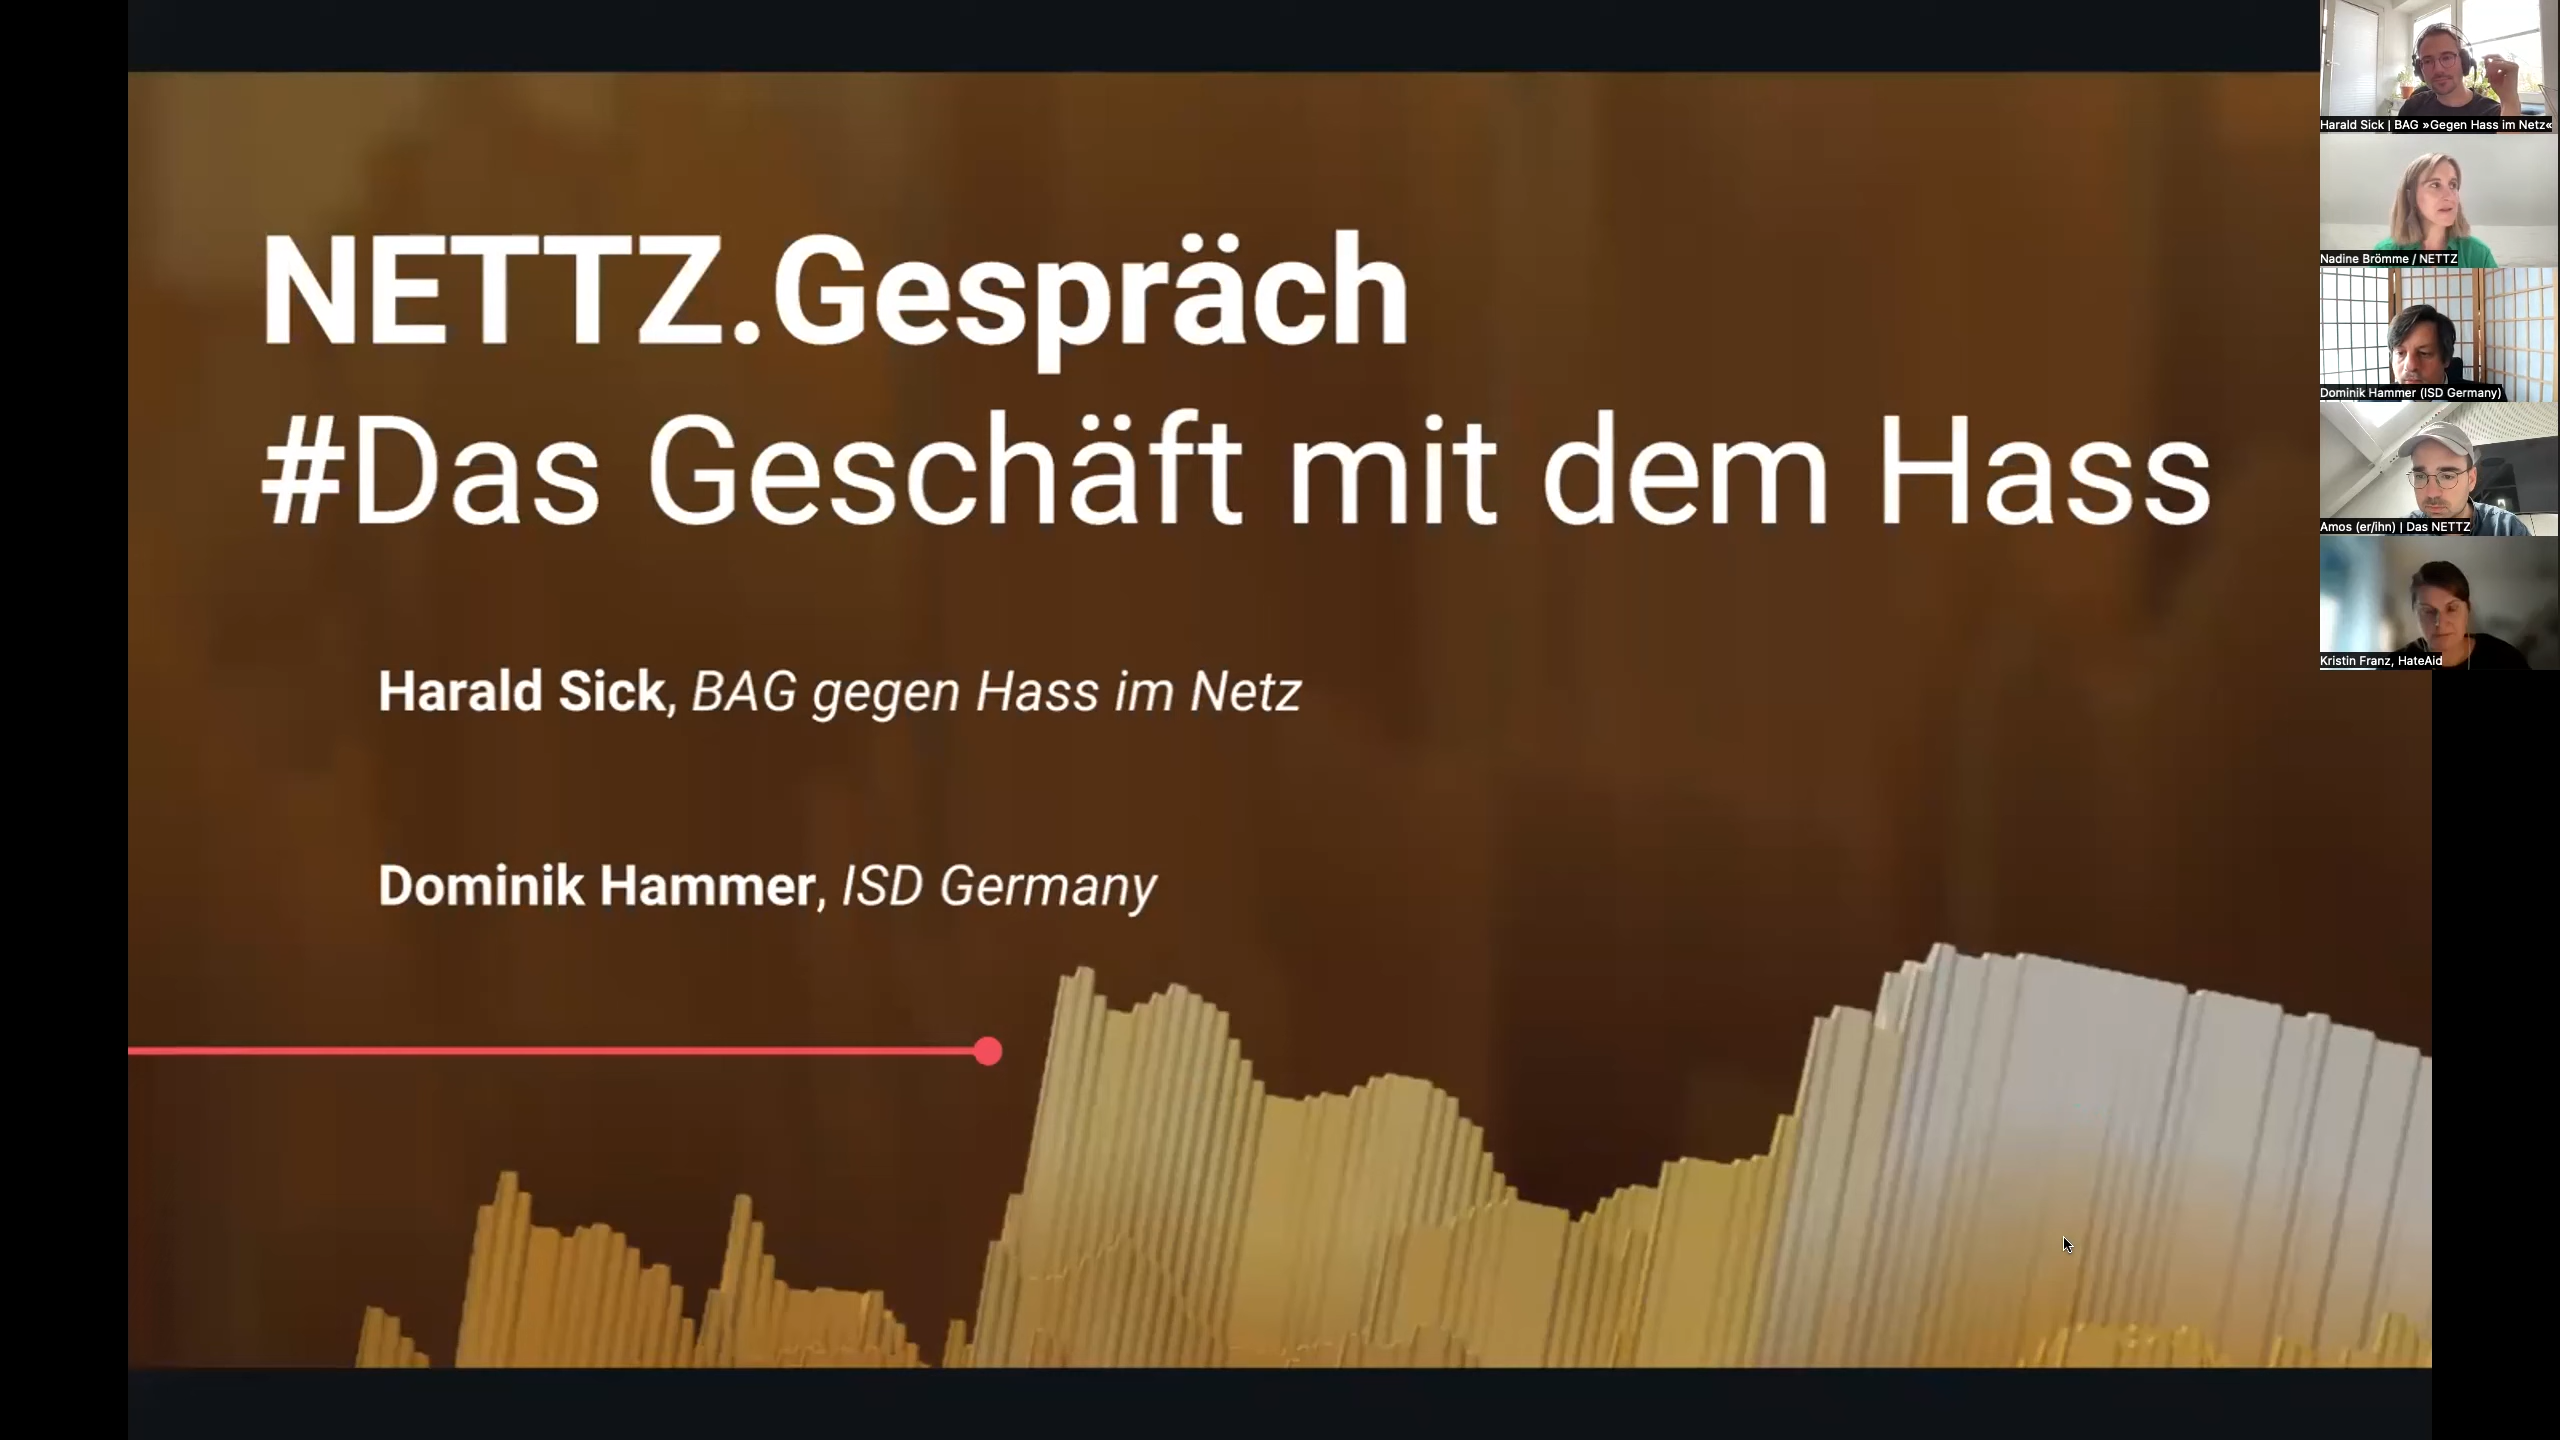 NETTZ.Gespräch
#Das Geschäft mit dem Hass
Harald Sick, BAG gegen Hass im Netz
Dominik Hammer, ISD Germany
Harald Sick | BAG »Gegen Hass im Netz«
Nadine Brömme / NETTZ
Dominik Hammer (ISD Germany)
Amos (er/ihn) | Das NETTZ
Kristin Franz, HateAid